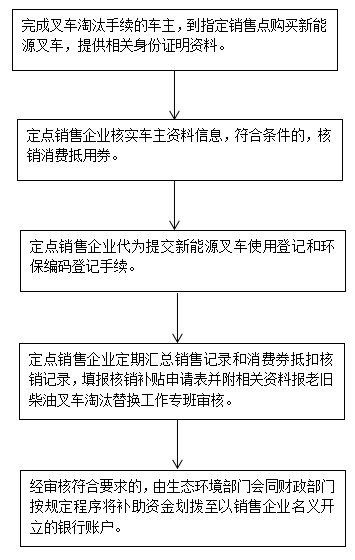 完成叉车淘汰手续的车主，到指定销售点购买新能
源叉车，提供相关身份证明资料。
定点销售企业核实车主资料信息，符合条件的，核
销消费抵用券。
定点销售企业代为提交新能源叉车使用登记和环
保编码登记手续。
定点销售企业定期汇总销售记录和消费券抵扣核
销记录，填报核销补贴申请表并附相关资料报老旧
柴油叉车淘汰替换工作专班审核。
经审核符合要求的，由生态环境部门会同财政部门
按规定程序将补助资金划拨至以销售企业名义开
立的银行账户。